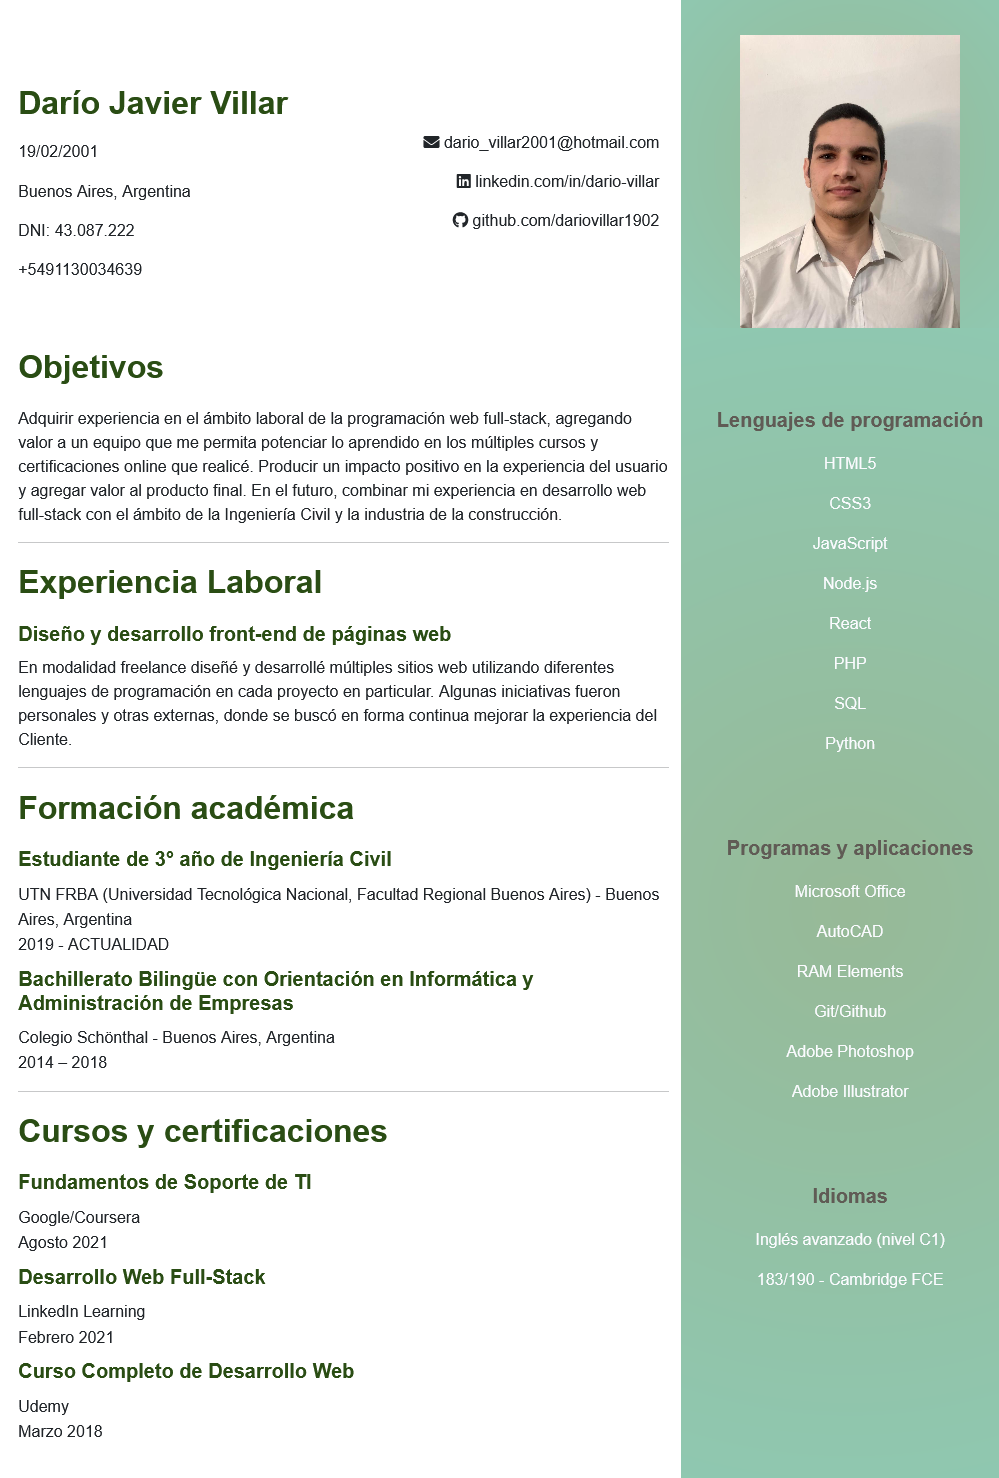 Darío Javier Villar
19/02/2001
Buenos Aires, Argentina
DNI: 43.087.222
+5491130034639
dario_villar2001@hotmail.com
linkedin.com/in/dario-villar
github.com/dariovillar1902
Objetivos
Adquirir experiencia en el ámbito laboral de la programación web full-stack, agregando
valor a un equipo que me permita potenciar lo aprendido en los múltiples cursos y
certificaciones online que realicé. Producir un impacto positivo en la experiencia del usuario
y agregar valor al producto final. En el futuro, combinar mi experiencia en desarrollo web
full-stack con el ámbito de la Ingeniería Civil y la industria de la construcción.
Experiencia Laboral
Diseño y desarrollo front-end de páginas web
En modalidad freelance diseñé y desarrollé múltiples sitios web utilizando diferentes
lenguajes de programación en cada proyecto en particular. Algunas iniciativas fueron
personales y otras externas, donde se buscó en forma continua mejorar la experiencia del
Cliente.
Formación académica
Estudiante de 3º año de Ingeniería Civil
UTN FRBA (Universidad Tecnológica Nacional, Facultad Regional Buenos Aires) - Buenos
Aires, Argentina
2019 - ACTUALIDAD
Bachillerato Bilingüe con Orientación en Informática y
Administración de Empresas
Colegio Schönthal - Buenos Aires, Argentina
2014 – 2018
Cursos y certificaciones
Fundamentos de Soporte de TI
Google/Coursera
Agosto 2021
Desarrollo Web Full-Stack
LinkedIn Learning
Febrero 2021
Curso Completo de Desarrollo Web
Udemy
Marzo 2018
Lenguajes de programación
HTML5
CSS3
JavaScript
Node.js
React
PHP
SQL
Python
Programas y aplicaciones
Microsoft Office
AutoCAD
RAM Elements
Git/Github
Adobe Photoshop
Adobe Illustrator
Idiomas
Inglés avanzado (nivel C1)
183/190 - Cambridge FCE